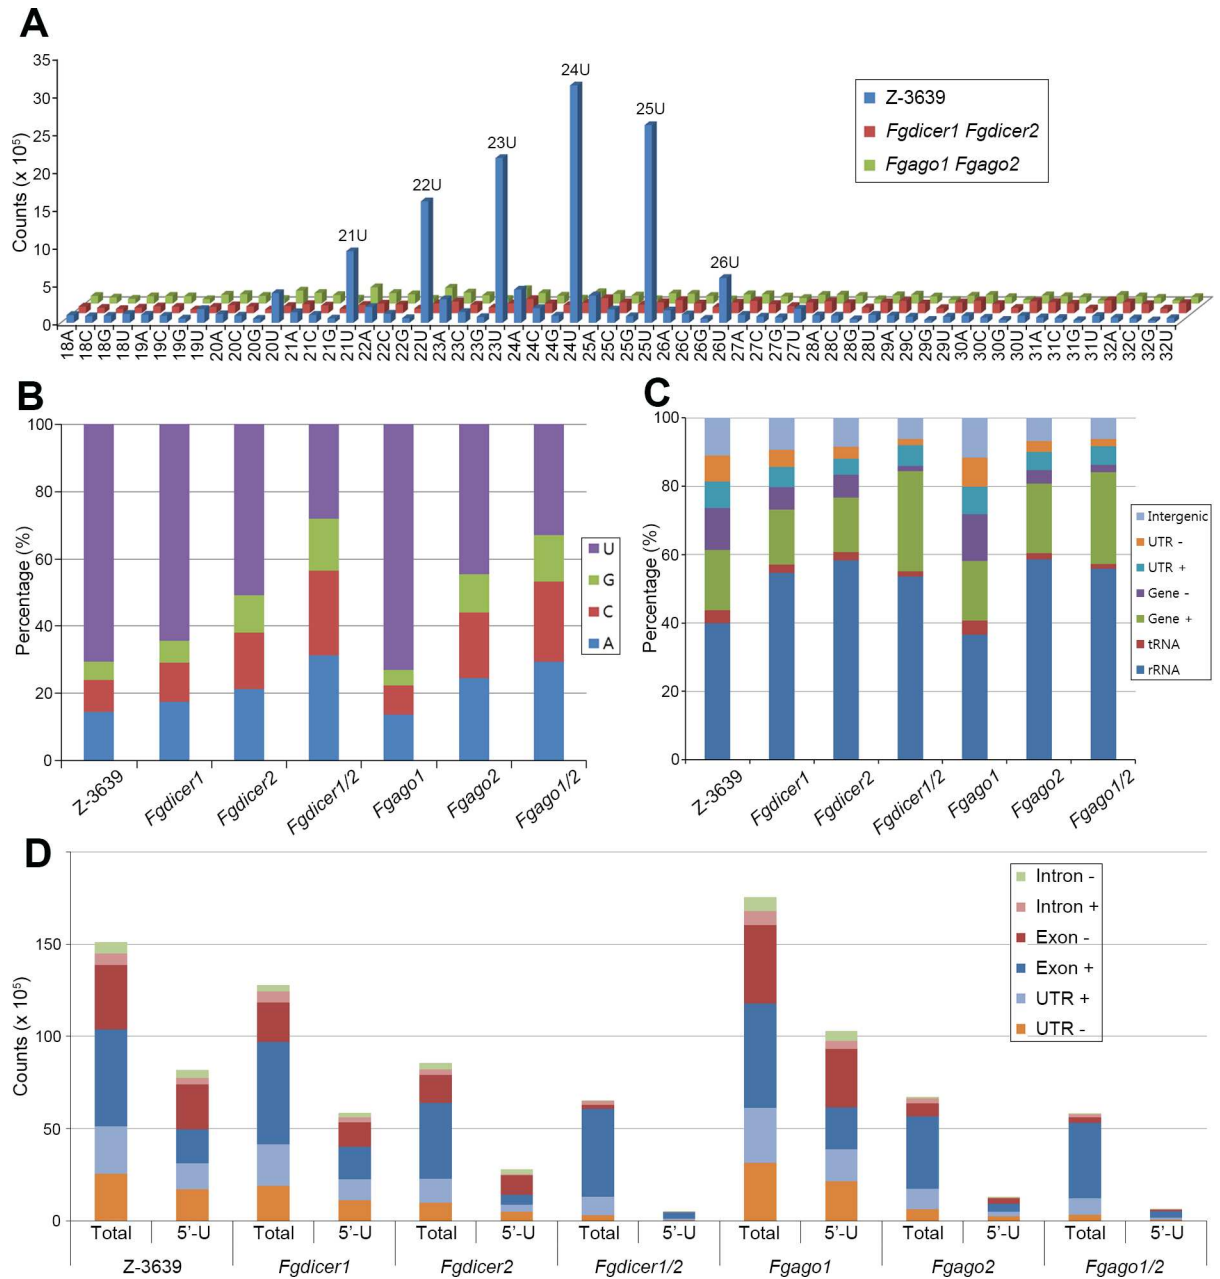 A
35
30
25
20
15
10
5
0
Counts (x 10⁵)
21U
22U
23U
24U
25U
26U
Z-3639
Fgdicer1 Fgdicer2
Fgago1 Fgago2
18A 18C 18G 18U 19A 19C 19G 19U 20A 20C 20G 20U 21A 21C 21G 21U 22A 22C 22G 22U 23A 23C 23G 23U 24A 24C 24G 24U 25A 25C 25G 25U 26A 26C 26G 26U 27A 27C 27G 27U 28A 28C 28G 28U 29A 29C 29G 29U 30A 30C 30G 30U 31A 31C 31G 31U 32A 32C 32G 32U
B
100
80
60
40
20
0
Percentage (%)
U
G
C
A
Z-3639 Fgdicer1 Fgdicer2 Fgdicer1/2 Fgago1 Fgago2 Fgago1/2
C
100
80
60
40
20
0
Percentage (%)
Intergenic
UTR -
UTR +
Gene -
Gene +
tRNA
rRNA
Z-3639 Fgdicer1 Fgdicer2 Fgdicer1/2 Fgago1 Fgago2 Fgago1/2
D
150
100
50
0
Counts (x 10⁵)
Intron -
Intron +
Exon -
Exon +
UTR +
UTR -
Total 5'-U Total 5'-U Total 5'-U Total 5'-U Total 5'-U Total 5'-U Total 5'-U
Z-3639 Fgdicer1 Fgdicer2 Fgdicer1/2 Fgago1 Fgago2 Fgago1/2